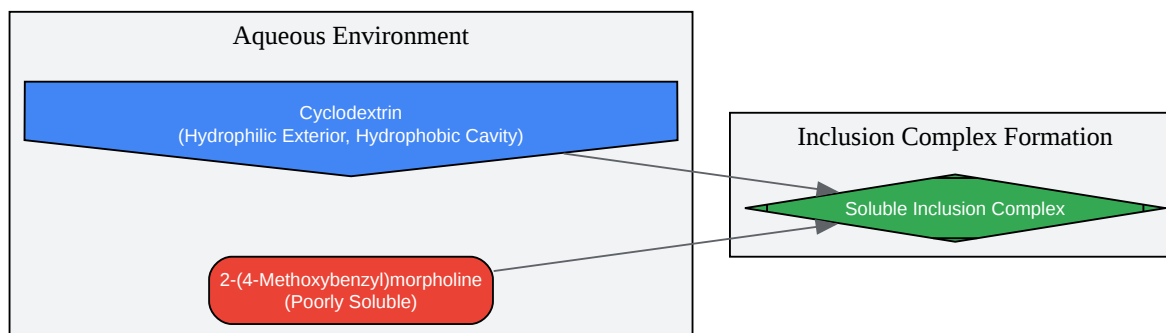 Aqueous Environment
Cyclodextrin
(Hydrophilic Exterior, Hydrophobic Cavity)
2-(4-Methoxybenzyl)morpholine
(Poorly Soluble)
Inclusion Complex Formation
Soluble Inclusion Complex